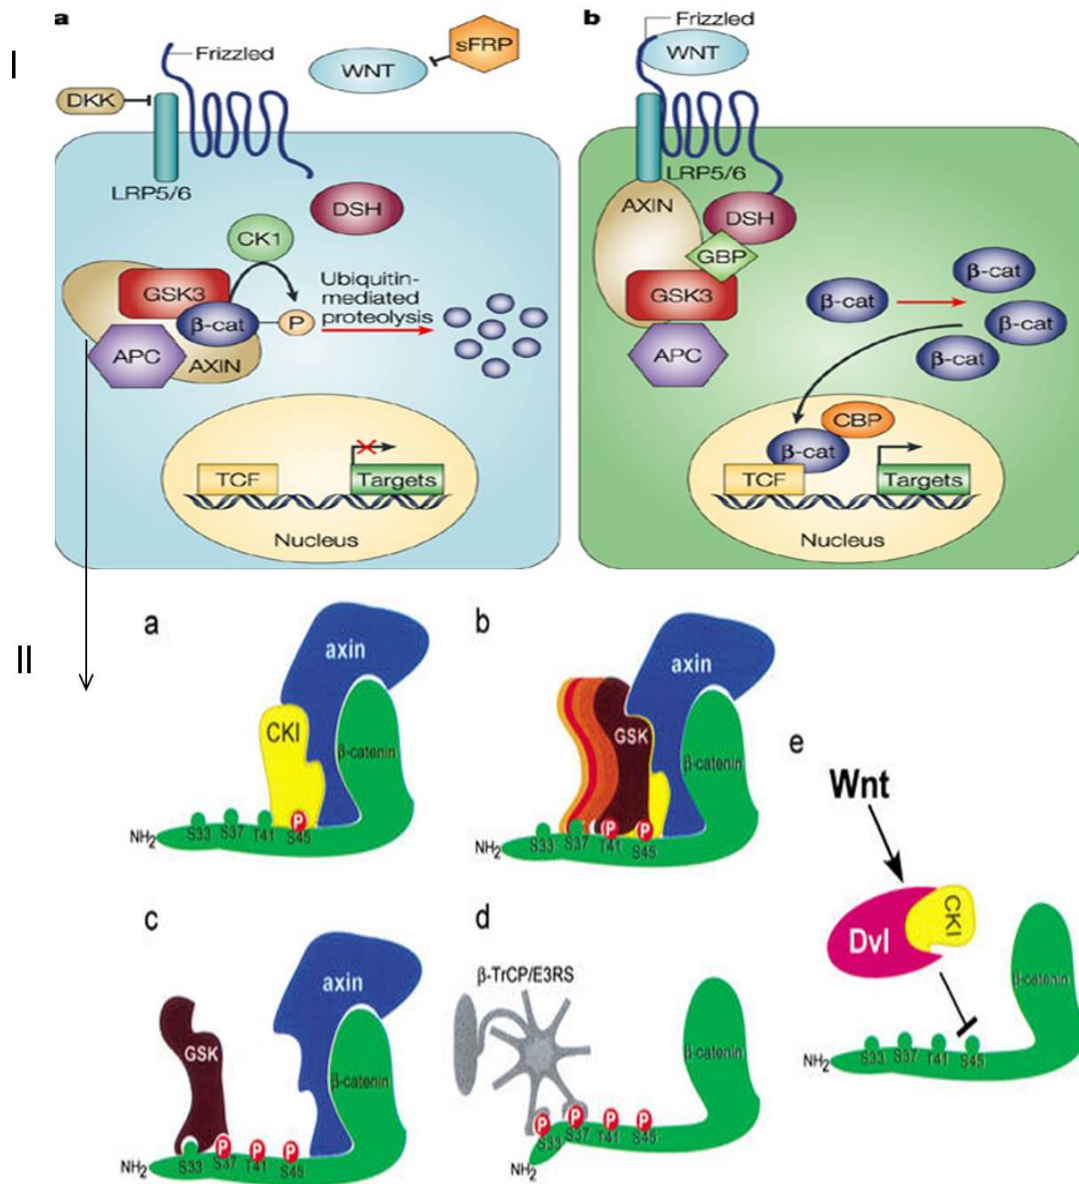 I
a
Frizzled
WNT
sFRP
DKK
LRP5/6
DSH
CK1
GSK3
β-cat
P
Ubiquitin-
mediated
proteolysis
APC
AXIN
TCF
Targets
Nucleus
b
Frizzled
WNT
LRP5/6
AXIN
DSH
GBP
GSK3
APC
β-cat
β-cat
β-cat
β-cat
CBP
β-cat
TCF
Targets
Nucleus
II
a
axin
CKI
β-catenin
NH2 S33 S37 T41 S45
P
b
axin
GSK
β-catenin
P P
NH2 S33 S37 T41 S45
c
axin
GSK
β-catenin
P P P
NH2 S33 S37 T41 S45
d
β-TrCP/E3RS
β-catenin
P P P P
S33 S37 T41 S45
NH2
e
Wnt
Dvl
CKI
β-catenin
NH2 S33 S37 T41 S45